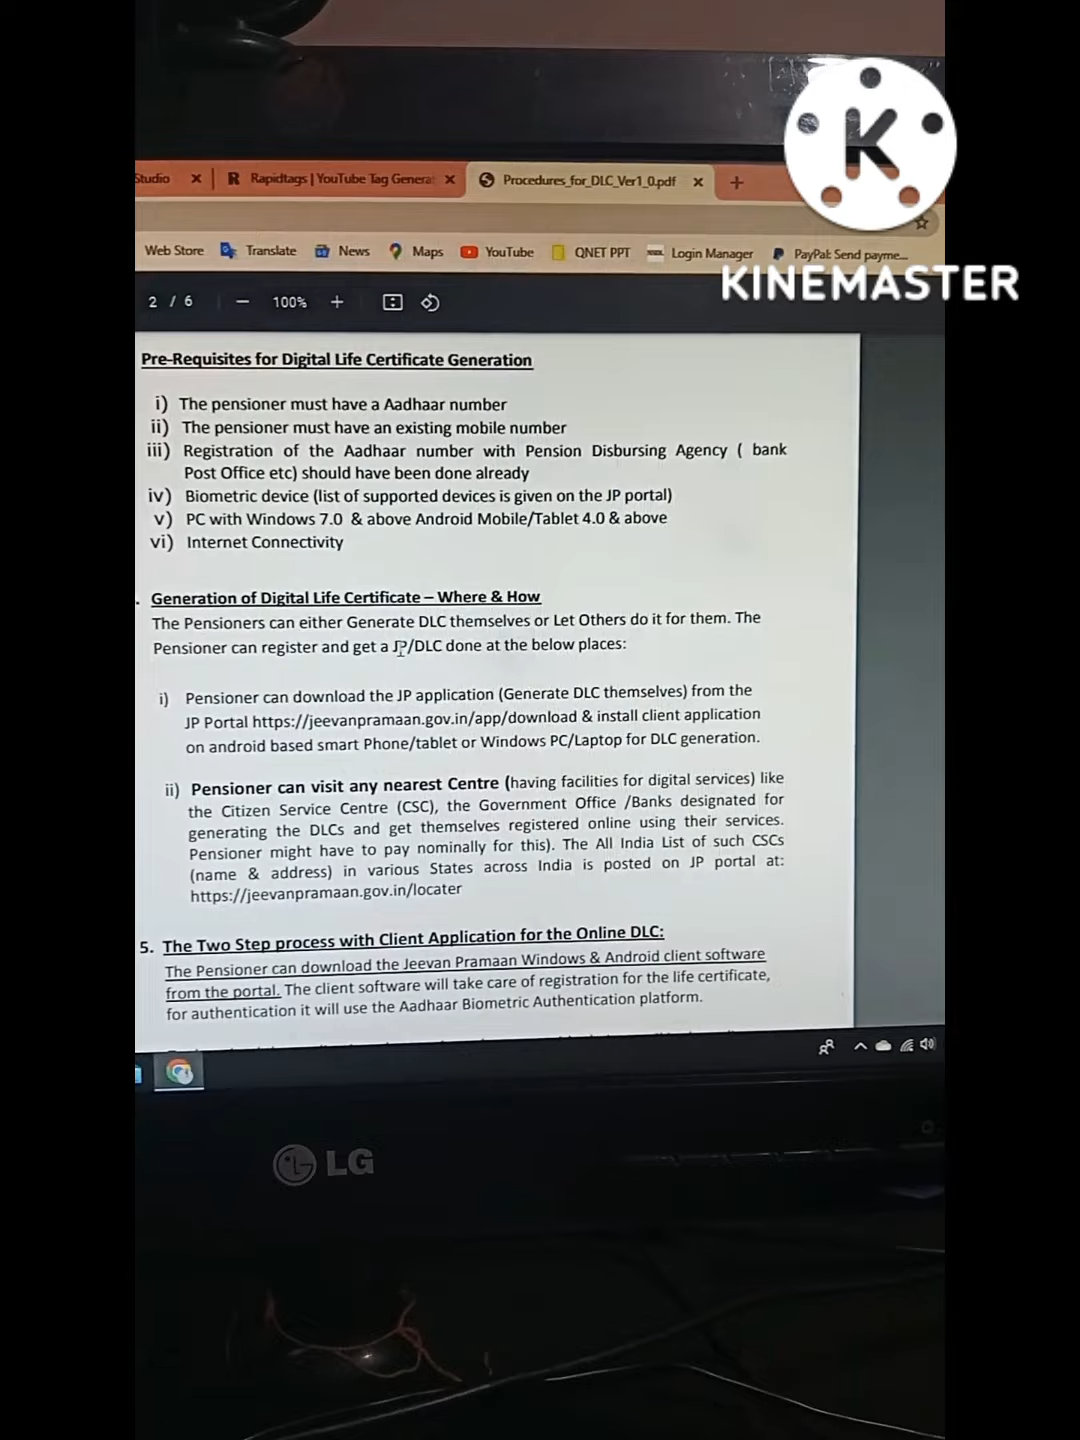 Studio
R Rapidtags | YouTube Tag Genera
Procedures_for_DLC_Ver1_0.pdf
Web Store Translate News Maps YouTube QNET PPT Login Manager PayPal: Send payme...
K
KINEMASTER
2 / 6 − 100% +
Pre-Requisites for Digital Life Certificate Generation
i) The pensioner must have a Aadhaar number
ii) The pensioner must have an existing mobile number
iii) Registration of the Aadhaar number with Pension Disbursing Agency ( bank
Post Office etc) should have been done already
iv) Biometric device (list of supported devices is given on the JP portal)
v) PC with Windows 7.0 & above Android Mobile/Tablet 4.0 & above
vi) Internet Connectivity
. Generation of Digital Life Certificate – Where & How
The Pensioners can either Generate DLC themselves or Let Others do it for them. The
Pensioner can register and get a JP/DLC done at the below places:
i) Pensioner can download the JP application (Generate DLC themselves) from the
JP Portal https://jeevanpramaan.gov.in/app/download & install client application
on android based smart Phone/tablet or Windows PC/Laptop for DLC generation.
ii) Pensioner can visit any nearest Centre (having facilities for digital services) like
the Citizen Service Centre (CSC), the Government Office /Banks designated for
generating the DLCs and get themselves registered online using their services.
Pensioner might have to pay nominally for this). The All India List of such CSCs
(name & address) in various States across India is posted on JP portal at:
https://jeevanpramaan.gov.in/locater
5. The Two Step process with Client Application for the Online DLC:
The Pensioner can download the Jeevan Pramaan Windows & Android client software
from the portal. The client software will take care of registration for the life certificate,
for authentication it will use the Aadhaar Biometric Authentication platform.
LG